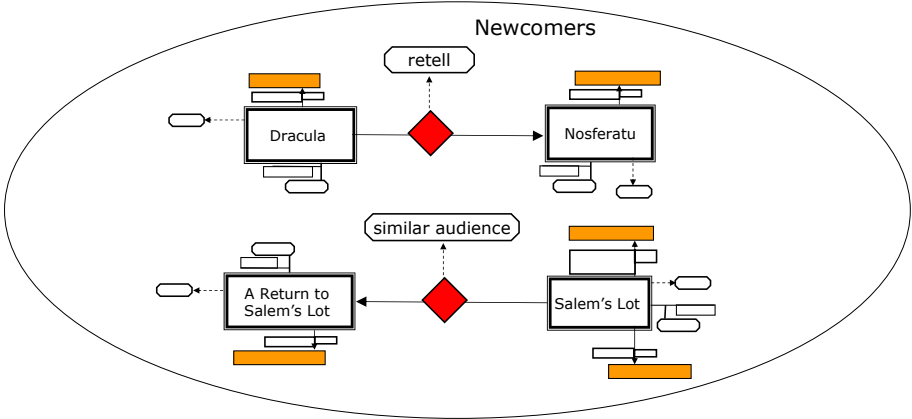 Newcomers
retell
Dracula
Nosferatu
similar audience
A Return to
Salem's Lot
Salem's Lot